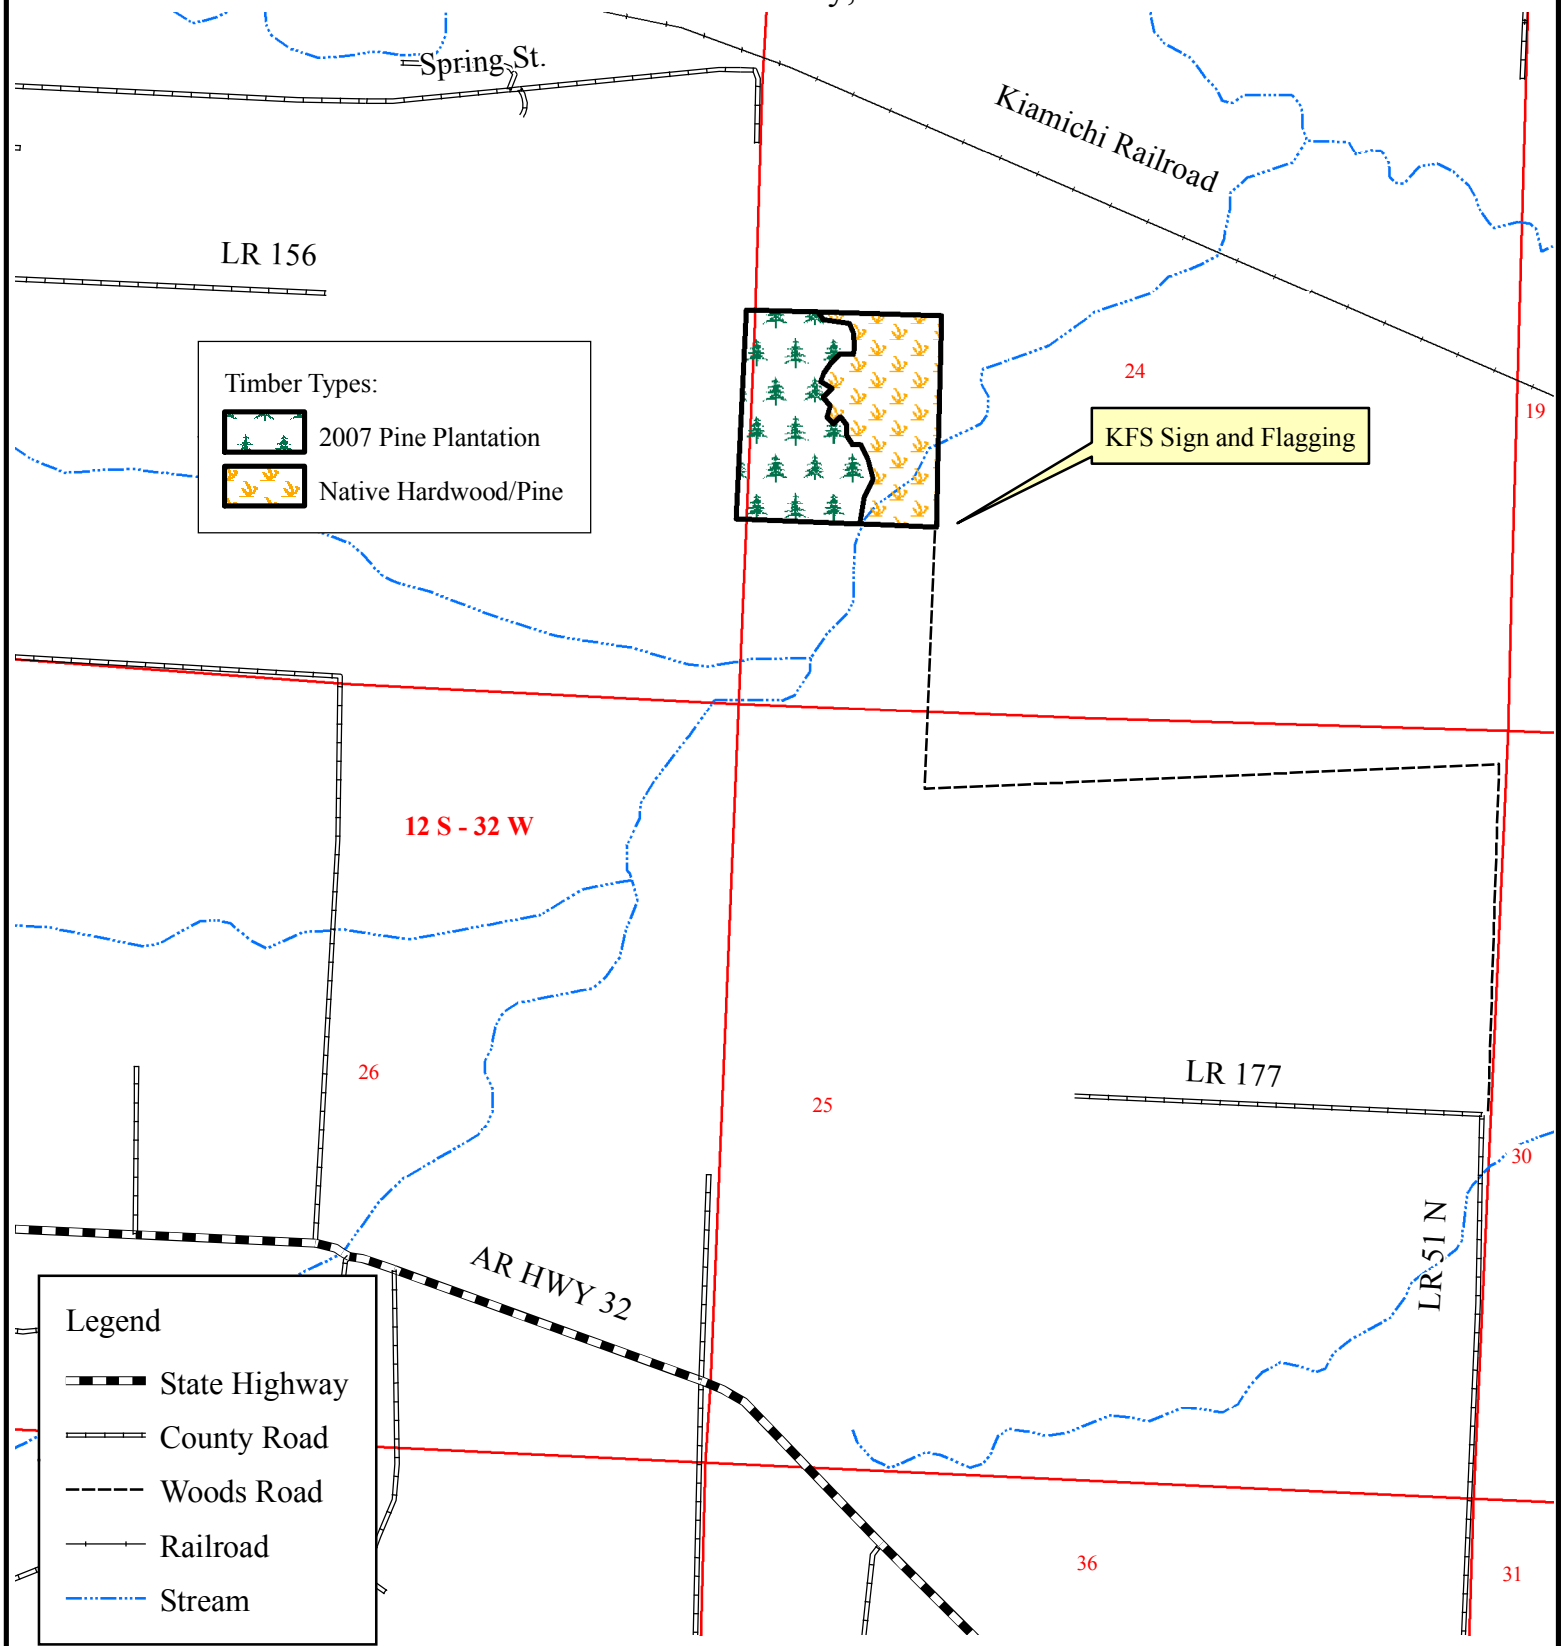 Spring St.
Kiamichi Railroad
LR 156
Timber Types:
2007 Pine Plantation
Native Hardwood/Pine
24
19
KFS Sign and Flagging
12 S - 32 W
26
25
LR 177
30
LR 51 N
AR HWY 32
Legend
State Highway
County Road
Woods Road
Railroad
Stream
36
31